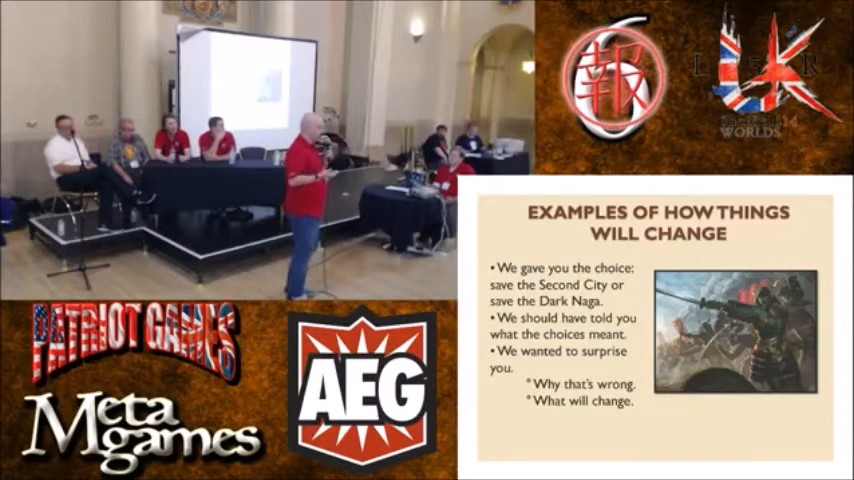 報
L R
UK
WORLDS
EXAMPLES OF HOW THINGS
WILL CHANGE
• We gave you the choice:
save the Second City or
save the Dark Naga.
• We should have told you
what the choices meant.
• We wanted to surprise
you.
° Why that's wrong.
° What will change.
PATRIOT GAMES
Meta
games
AEG